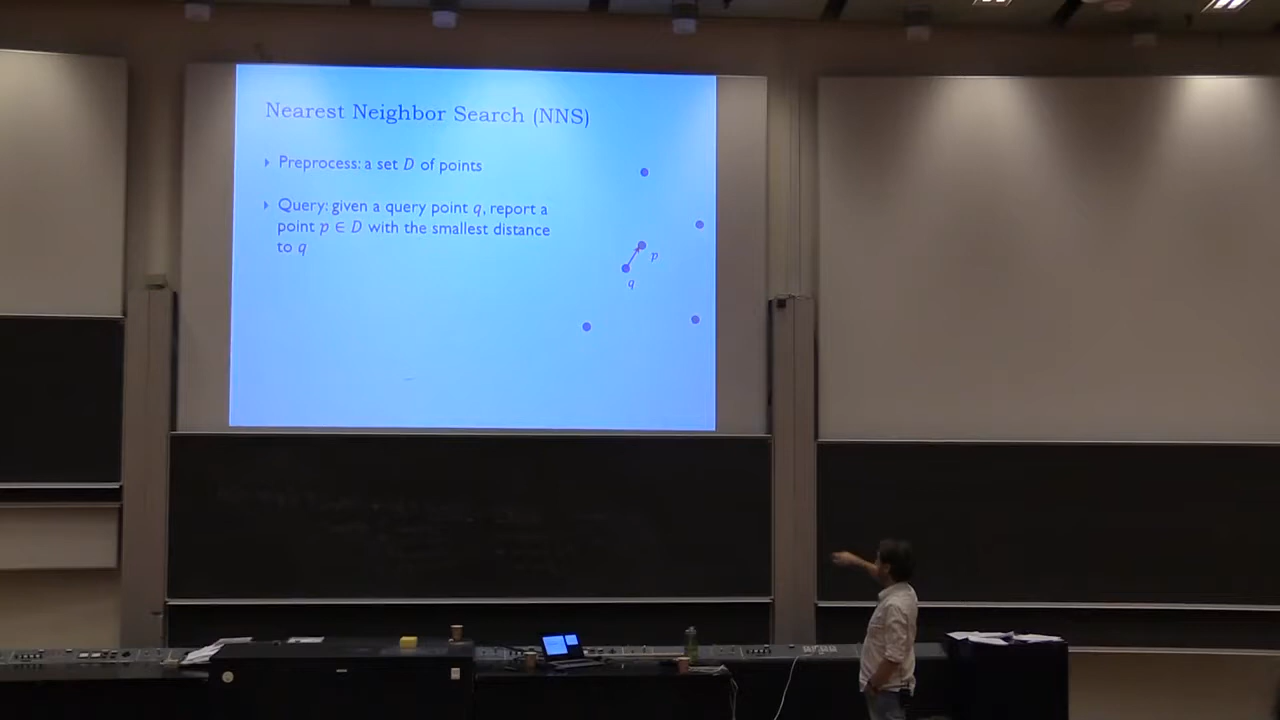 Nearest Neighbor Search (NNS)
Preprocess: a set D of points
Query: given a query point q, report a
point p ∈ D with the smallest distance
to q
p
q